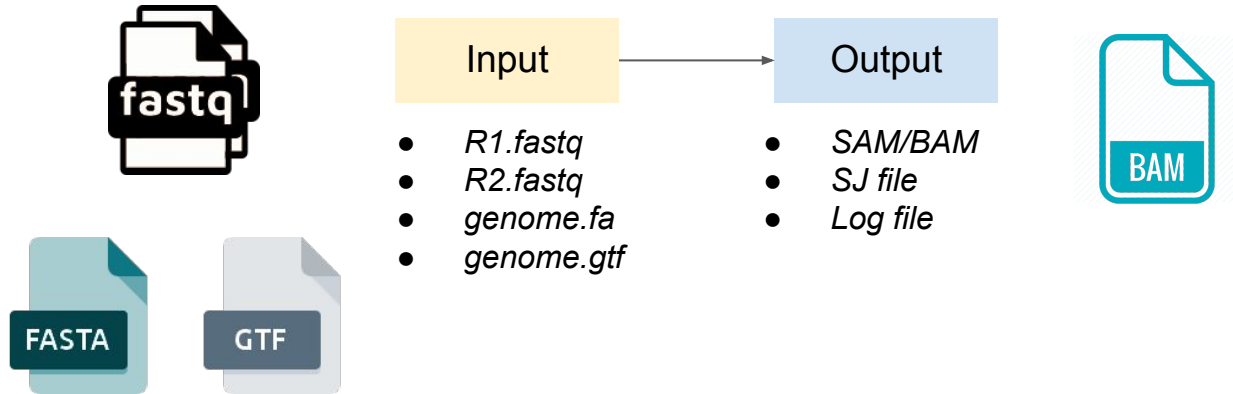 fastq
Input
Output
● R1.fastq
● R2.fastq
● genome.fa
● genome.gtf
● SAM/BAM
● SJ file
● Log file
BAM
FASTA
GTF